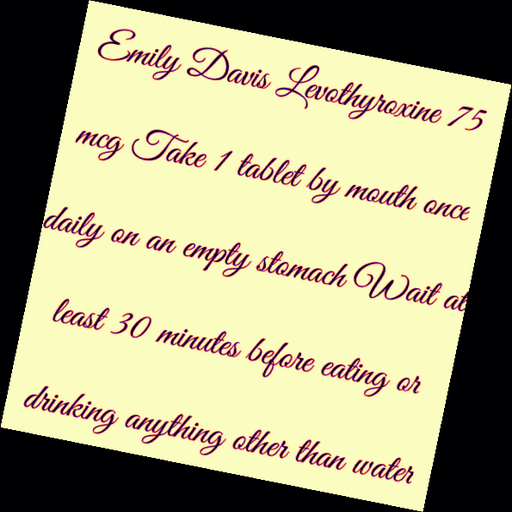 Emily Davis Levothyroxine 75
mcg Take 1 tablet by mouth once
daily on an empty stomach Wait at
least 30 minutes before eating or
drinking anything other than water